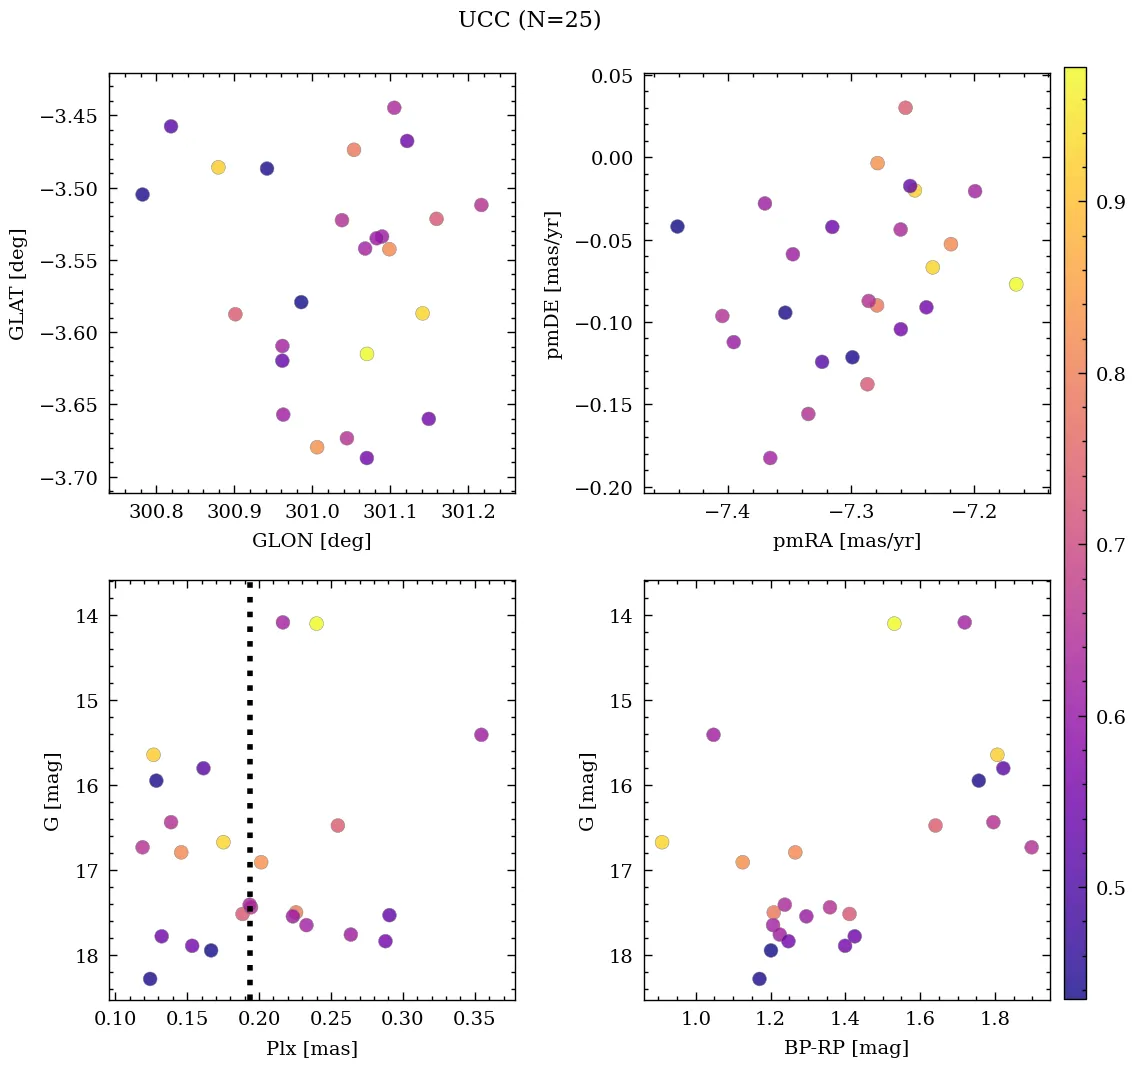 UCC (N=25)
−3.45
−3.50
−3.55
−3.60
−3.65
−3.70
GLAT [deg]
300.8 300.9 301.0 301.1 301.2
GLON [deg]
0.05
0.00
−0.05
−0.10
−0.15
−0.20
pmDE [mas/yr]
−7.4 −7.3 −7.2
pmRA [mas/yr]
14
15
16
17
18
G [mag]
0.10 0.15 0.20 0.25 0.30 0.35
Plx [mas]
14
15
16
17
18
G [mag]
1.0 1.2 1.4 1.6 1.8
BP-RP [mag]
0.9
0.8
0.7
0.6
0.5